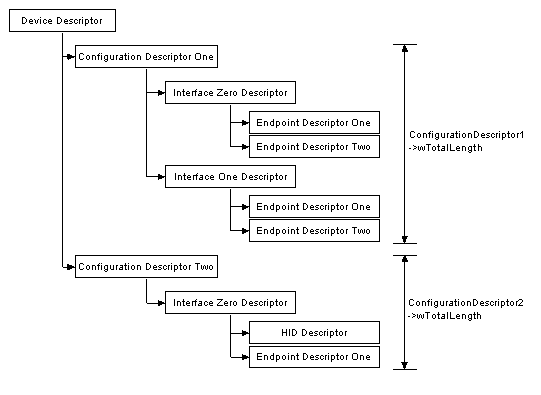 Device Descriptor
Configuration Descriptor One
Interface Zero Descriptor
Endpoint Descriptor One
Endpoint Descriptor Two
Interface One Descriptor
Endpoint Descriptor One
Endpoint Descriptor Two
ConfigurationDescriptor1
->wTotalLength
Configuration Descriptor Two
Interface Zero Descriptor
HID Descriptor
Endpoint Descriptor One
ConfigurationDescriptor2
->wTotalLength